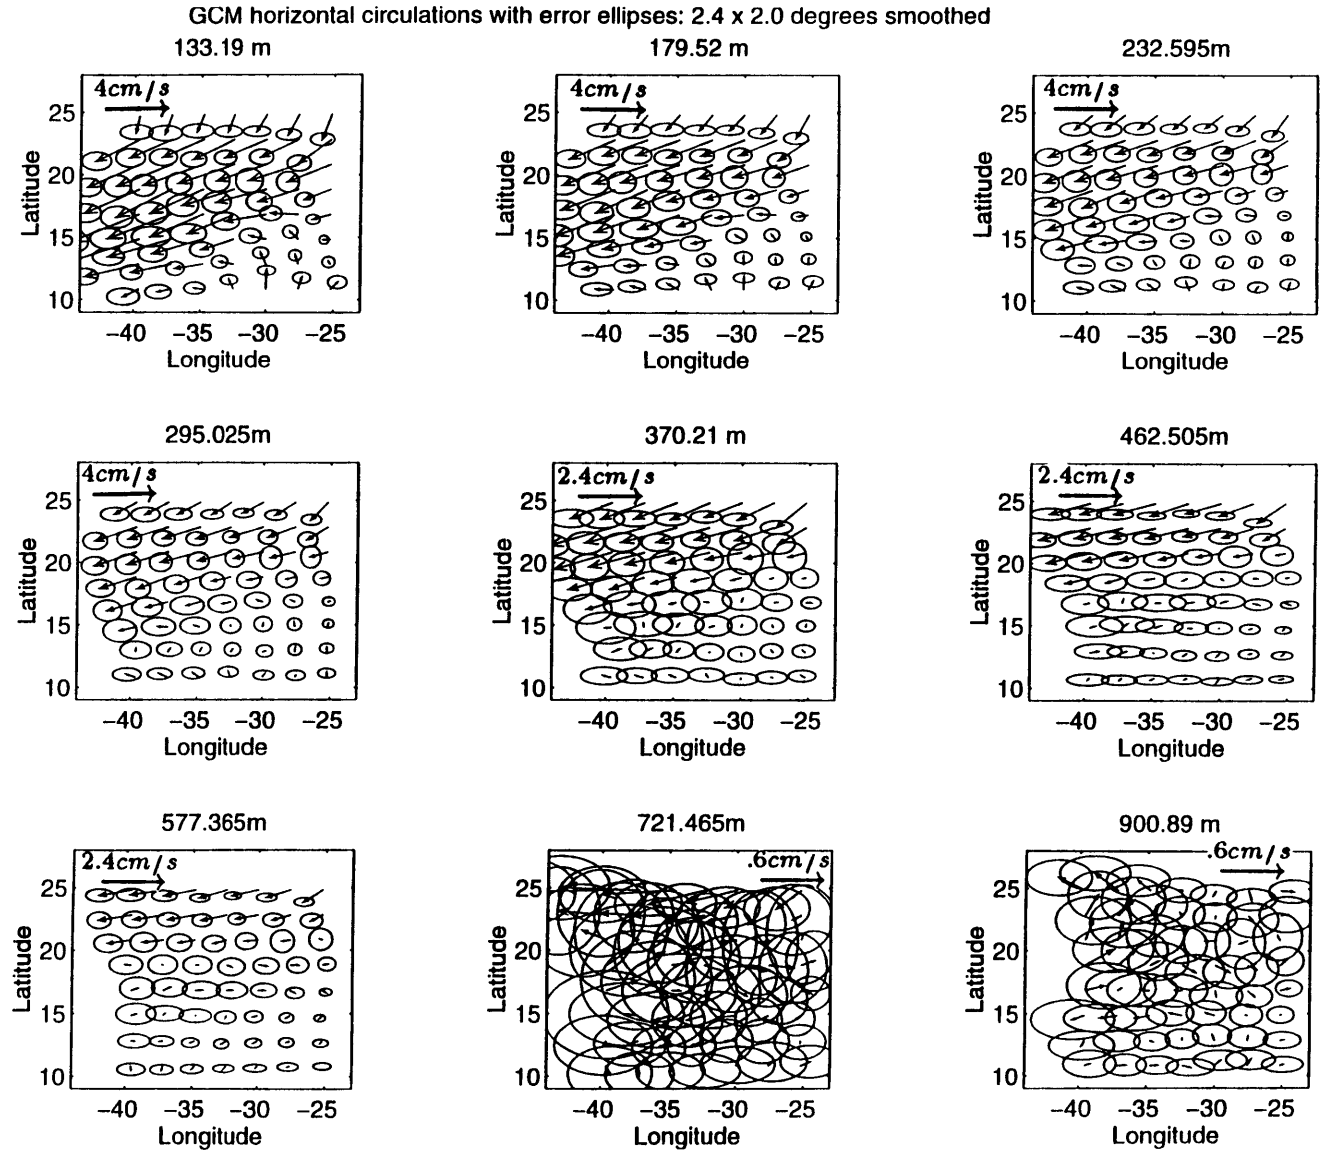 GCM horizontal circulations with error ellipses: 2.4 x 2.0 degrees smoothed
133.19 m
179.52 m
232.595m
4cm/s
4cm/s
4cm/s
25
20
15
10
Latitude
−40 −35 −30 −25
Longitude
25
20
15
10
Latitude
−40 −35 −30 −25
Longitude
25
20
15
10
Latitude
−40 −35 −30 −25
Longitude
295.025m
370.21 m
462.505m
4cm/s
2.4cm/s
2.4cm/s
25
20
15
10
Latitude
−40 −35 −30 −25
Longitude
25
20
15
10
Latitude
−40 −35 −30 −25
Longitude
25
20
15
10
Latitude
−40 −35 −30 −25
Longitude
577.365m
721.465m
900.89 m
2.4cm/s
.6cm/s
.6cm/s
25
20
15
10
Latitude
−40 −35 −30 −25
Longitude
25
20
15
10
Latitude
−40 −35 −30 −25
Longitude
25
20
15
10
Latitude
−40 −35 −30 −25
Longitude